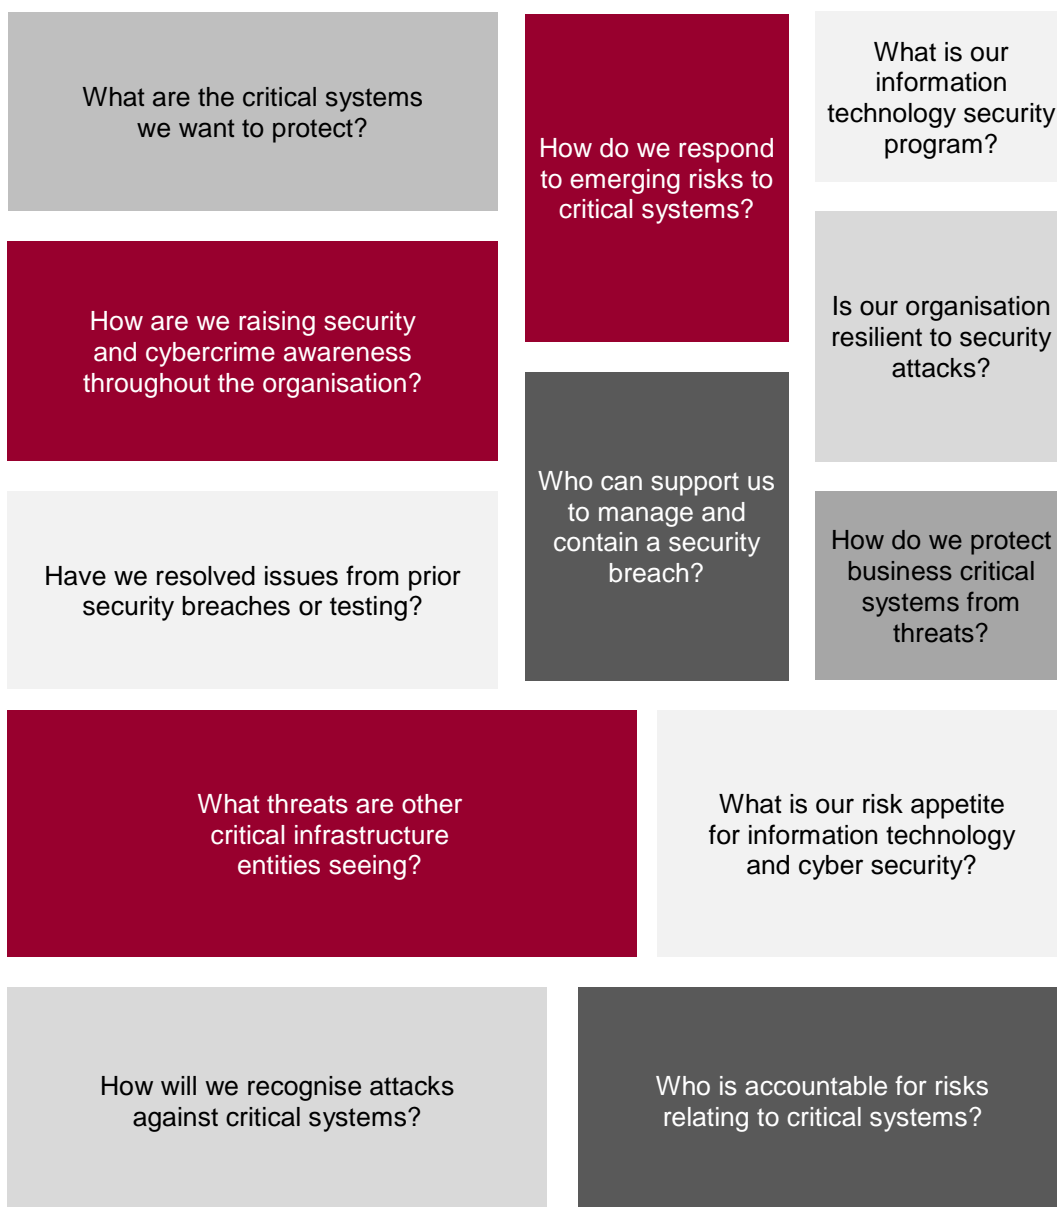 What are the critical systems
we want to protect?
How do we respond
to emerging risks to
critical systems?
What is our
information
technology security
program?
How are we raising security
and cybercrime awareness
throughout the organisation?
Is our organisation
resilient to security
attacks?
Who can support us
to manage and
contain a security
breach?
Have we resolved issues from prior
security breaches or testing?
How do we protect
business critical
systems from
threats?
What threats are other
critical infrastructure
entities seeing?
What is our risk appetite
for information technology
and cyber security?
How will we recognise attacks
against critical systems?
Who is accountable for risks
relating to critical systems?